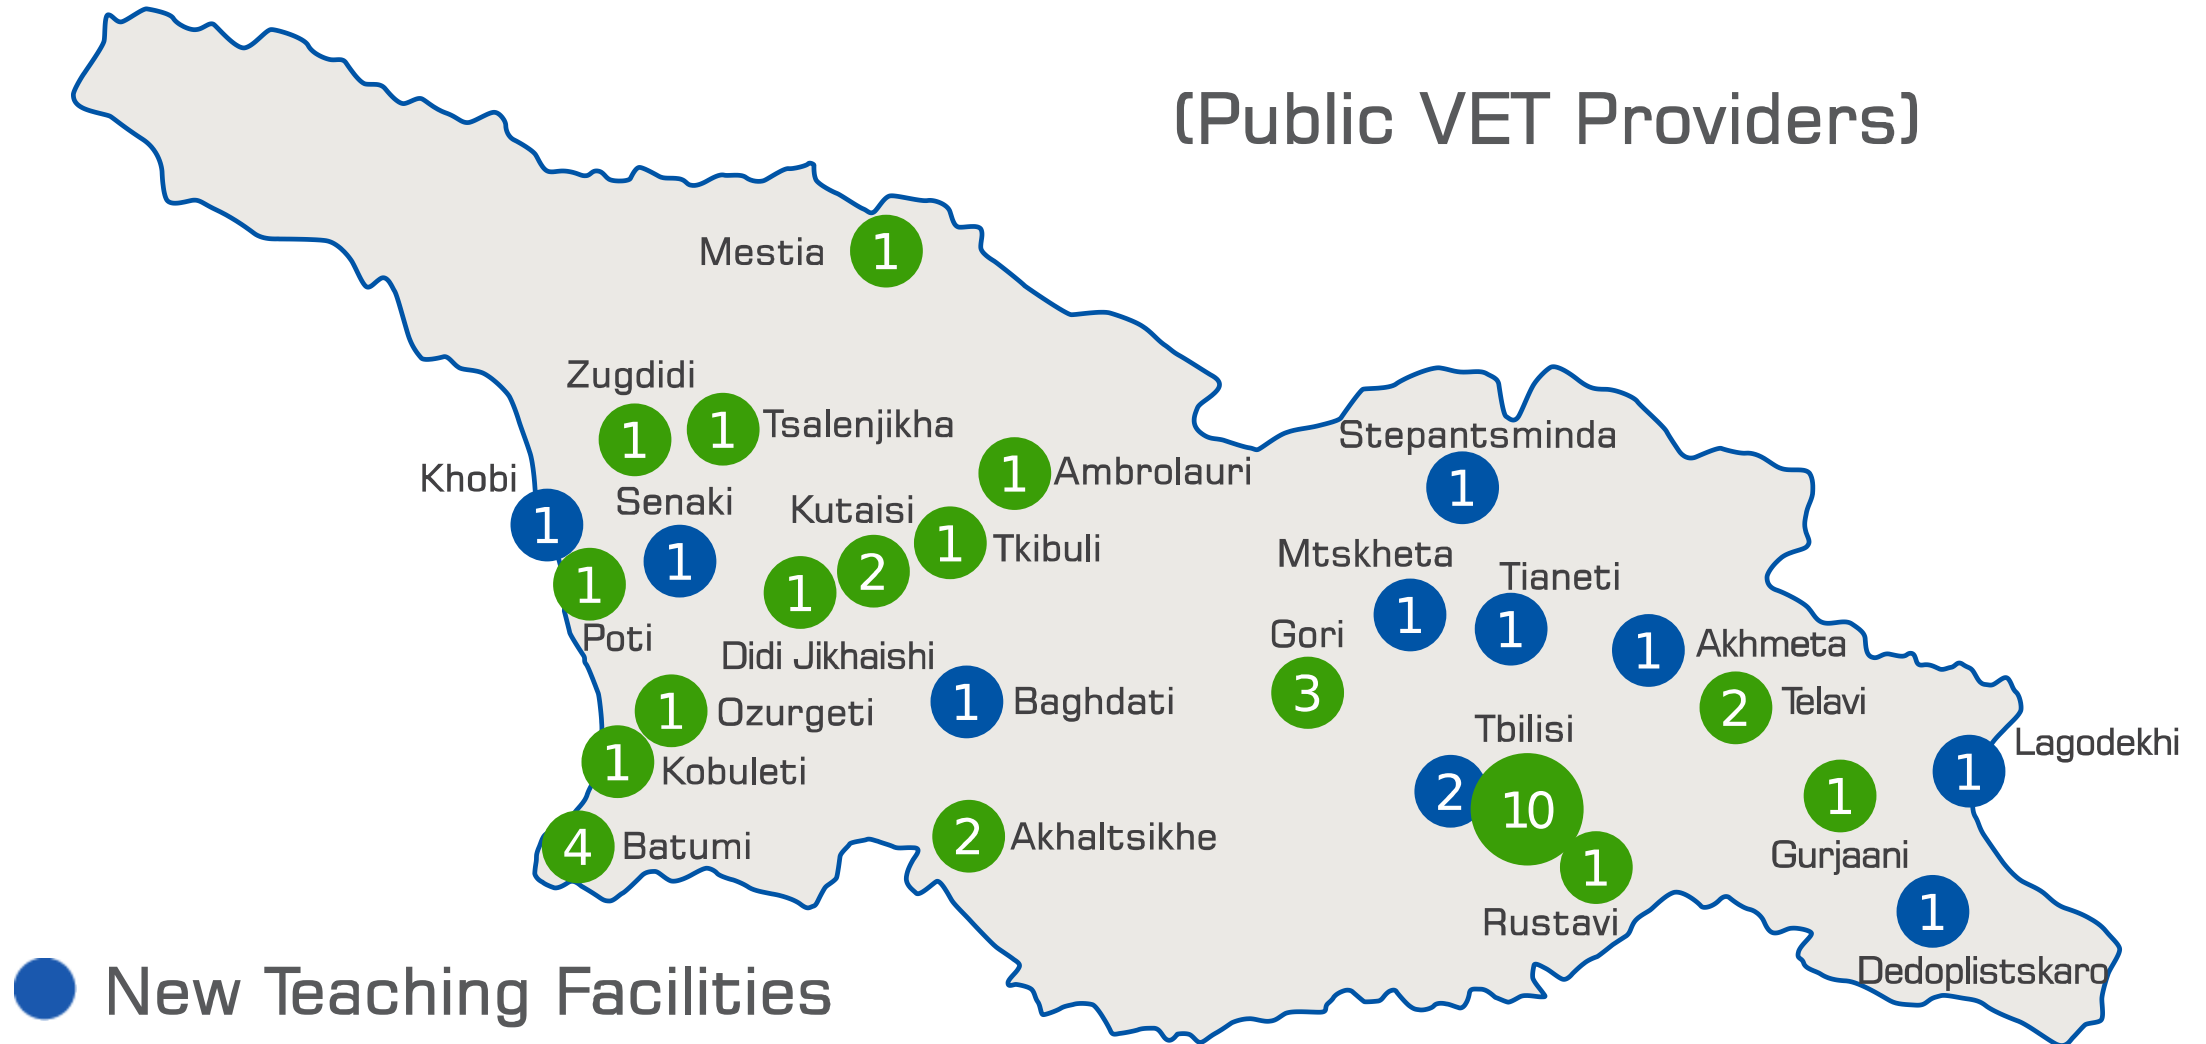 (Public VET Providers)
Mestia
1
Zugdidi
1
1
Tsalenjikha
Khobi
1
Senaki
1
Kutaisi
2
1
Ambrolauri
1
Tkibuli
1
Poti
1
Didi Jikhaishi
1
Ozurgeti
1
Kobuleti
1
Baghdati
4
Batumi
2
Akhaltsikhe
Stepantsminda
1
Mtskheta
1
Tianeti
1
Gori
3
1
Akhmeta
2
Telavi
Tbilisi
2
10
1
Rustavi
Lagodekhi
1
1
Gurjaani
1
Dedoplistskaro
New Teaching Facilities